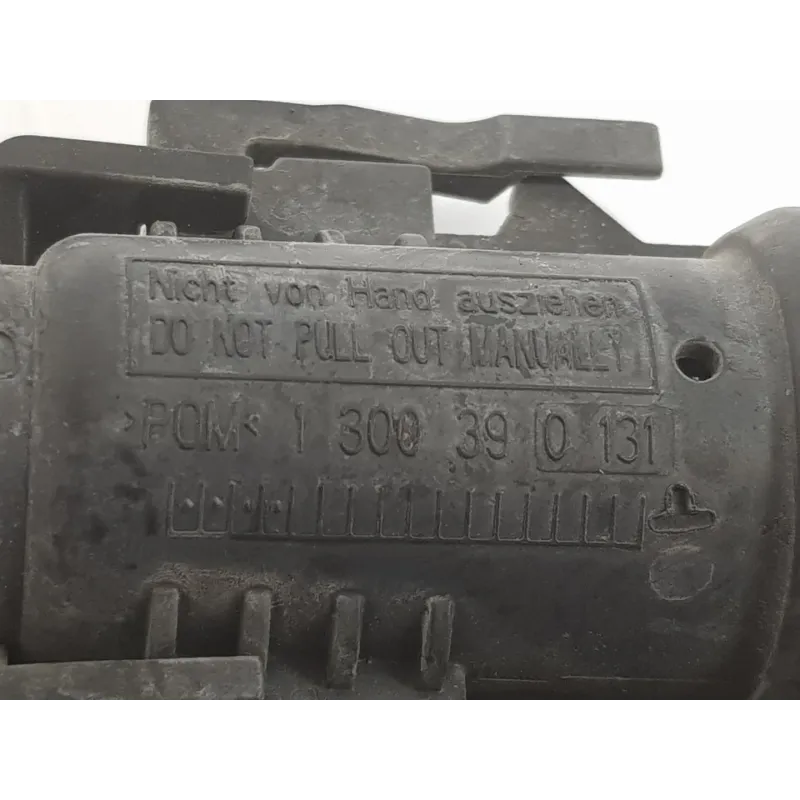 Nicht von Hand ausziehen
DO NOT PULL OUT MANUALLY
>POM< 1 300 39 0 131